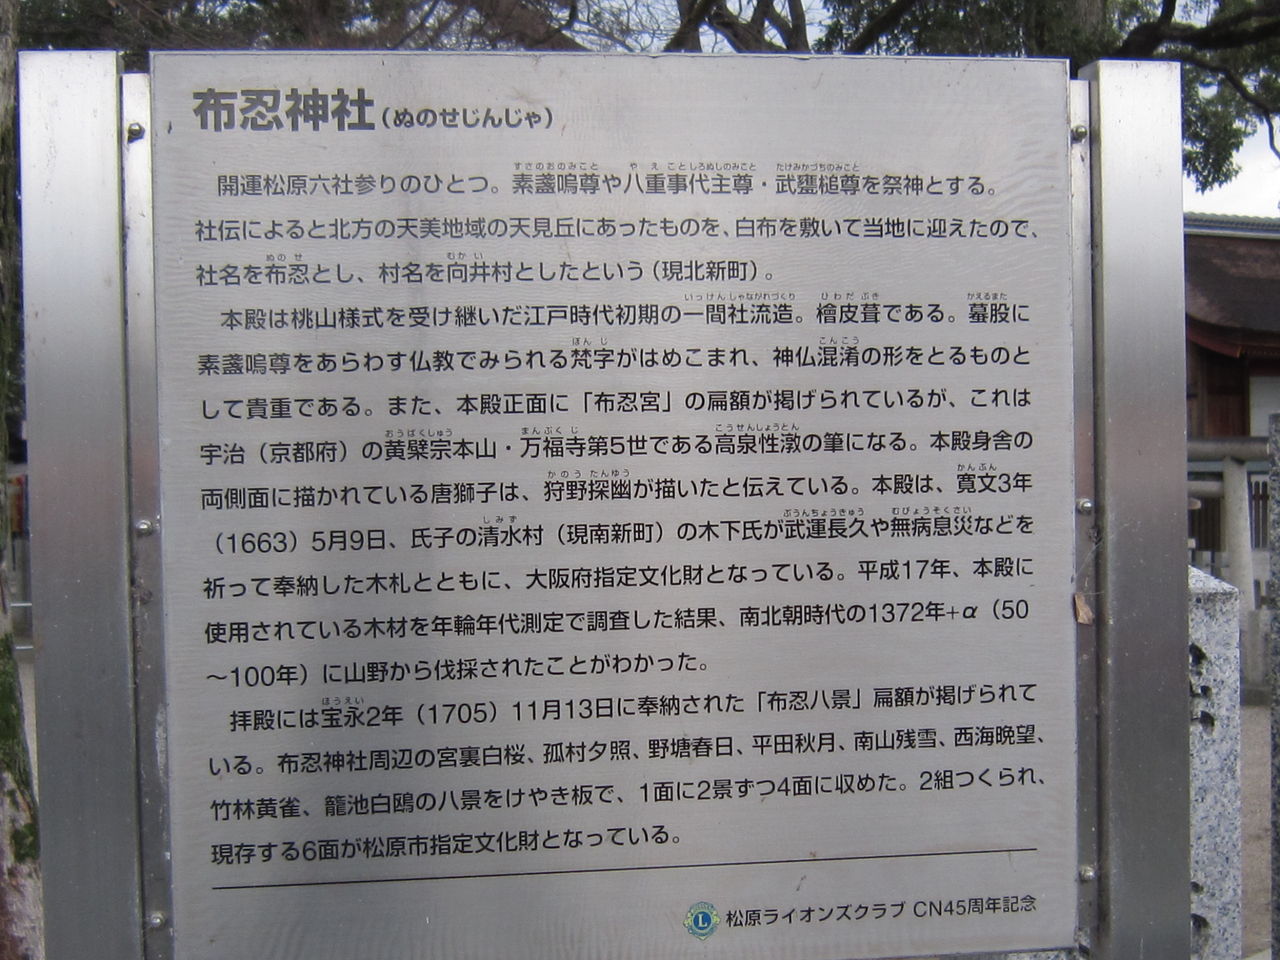 布忍神社(ぬのせじんじゃ)
開運松原六社参りのひとつ。素盞嗚尊や八重事代主尊・武甕槌尊を祭神とする。
社伝によると北方の天美地域の天見丘にあったものを、白布を敷いて当地に迎えたので、
社名を布忍とし、村名を向井村としたという（現北新町）。
本殿は桃山様式を受け継いだ江戸時代初期の一間社流造。檜皮葺である。蟇股に
素盞嗚尊をあらわす仏教でみられる梵字がはめこまれ、神仏混淆の形をとるものと
して貴重である。また、本殿正面に「布忍宮」の扁額が掲げられているが、これは
宇治（京都府）の黄檗宗本山・万福寺第5世である高泉性潡の筆になる。本殿身舎の
両側面に描かれている唐獅子は、狩野探幽が描いたと伝えている。本殿は、寛文3年
（1663）5月9日、氏子の清水村（現南新町）の木下氏が武運長久や無病息災などを
祈って奉納した木札とともに、大阪府指定文化財となっている。平成17年、本殿に
使用されている木材を年輪年代測定で調査した結果、南北朝時代の1372年+α（50
～100年）に山野から伐採されたことがわかった。
拝殿には宝永2年（1705）11月13日に奉納された「布忍八景」扁額が掲げられて
いる。布忍神社周辺の宮裏白桜、孤村夕照、野塘春日、平田秋月、南山残雪、西海晩望、
竹林黄雀、籠池白鴎の八景をけやき板で、1面に2景ずつ4面に収めた。2組つくられ、
現存する6面が松原市指定文化財となっている。
松原ライオンズクラブ CN45周年記念